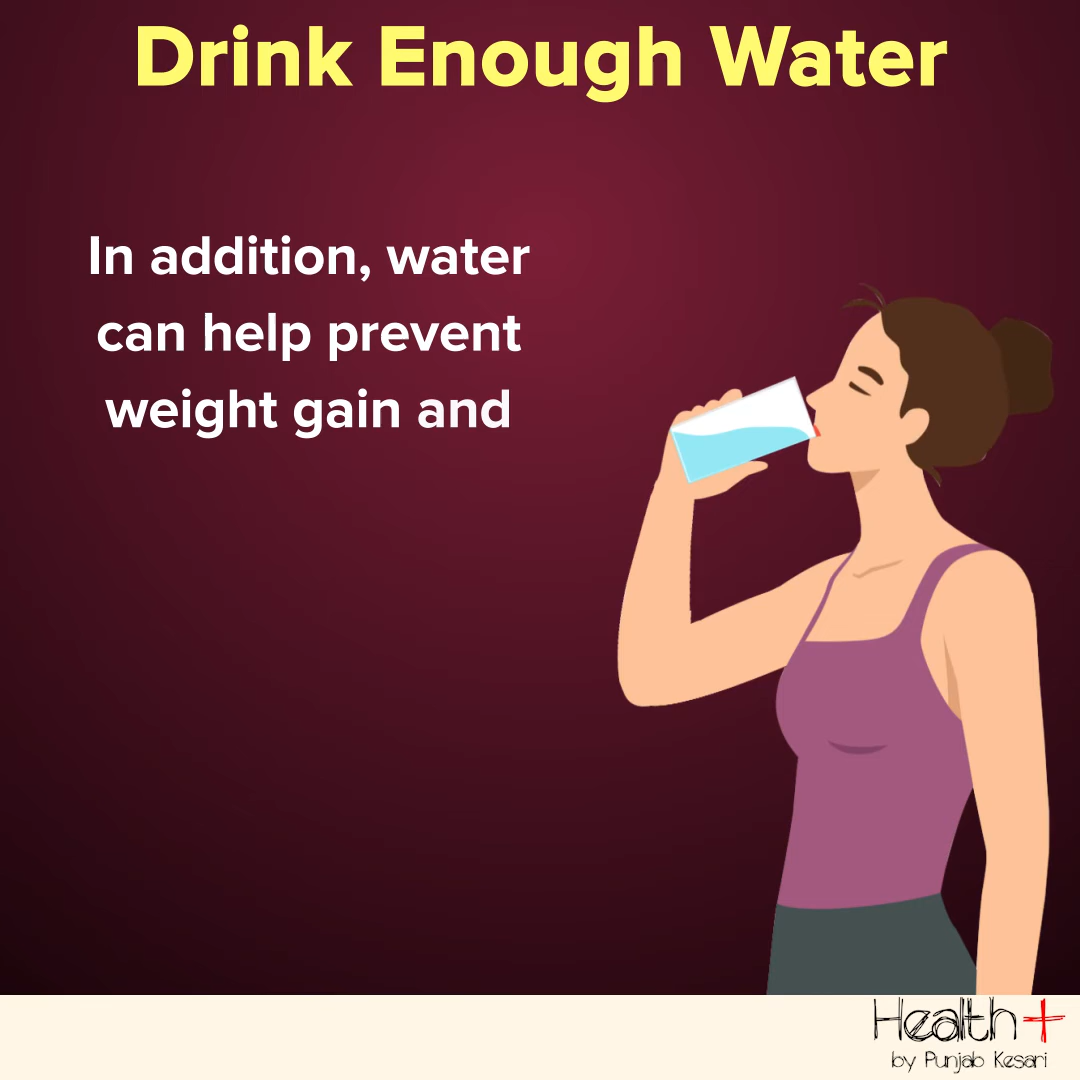 Drink Enough Water
In addition, water
can help prevent
weight gain and
Health+
by Punjab Kesari